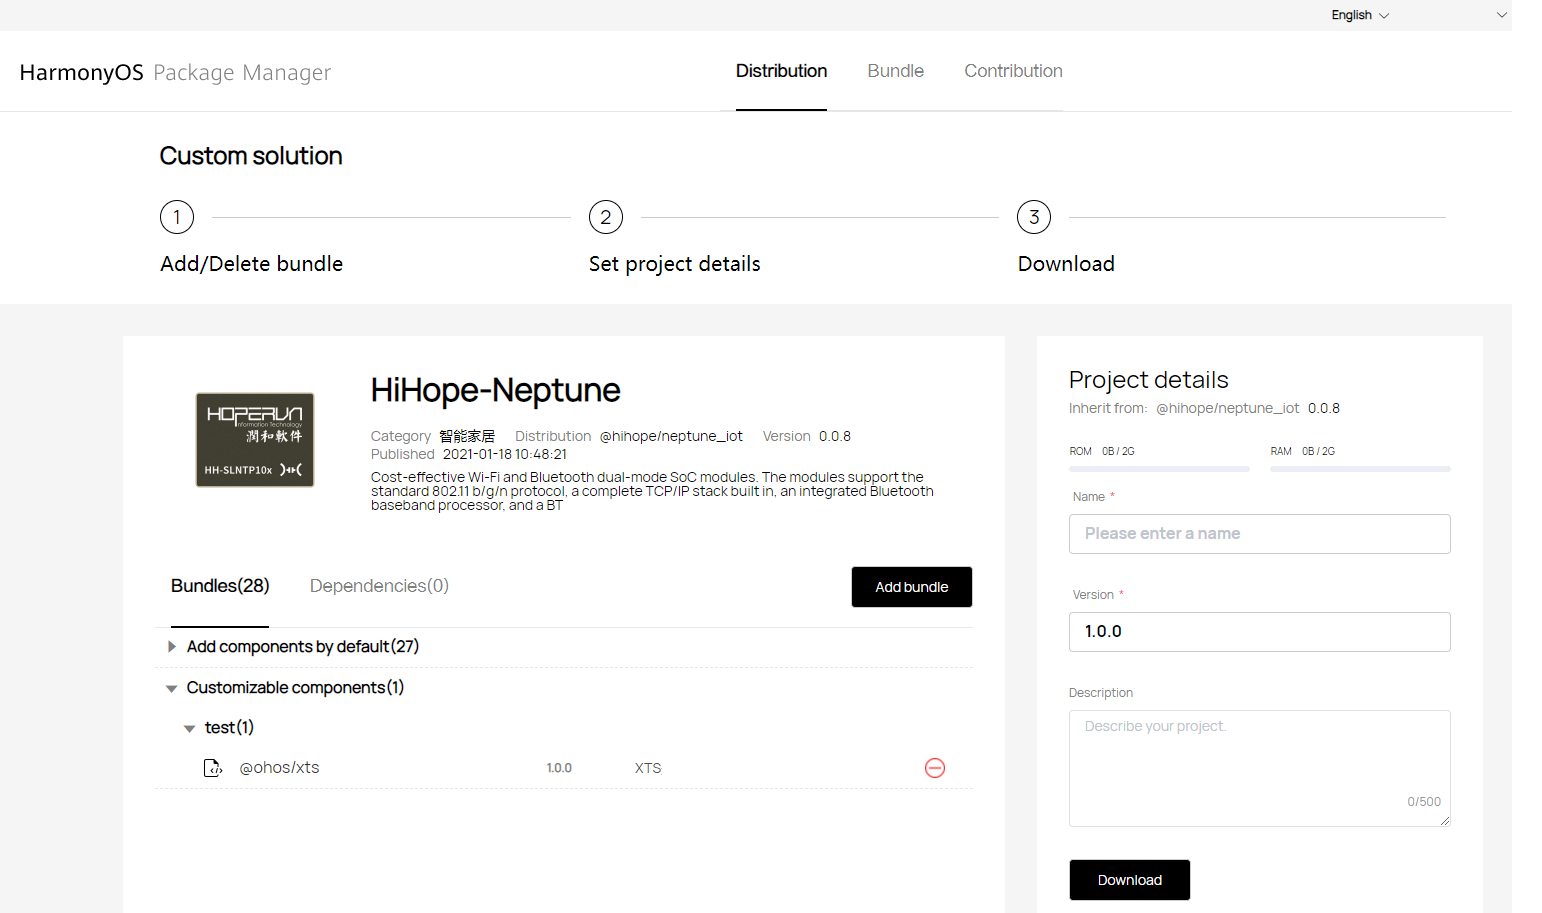 English
HarmonyOS Package Manager
Distribution Bundle Contribution
Custom solution
1 2 3
Add/Delete bundle Set project details Download
HOPERUN
Information Technology
潤和軟件
HH-SLNTP10x
HiHope-Neptune
Category 智能家居 Distribution @hihope/neptune_iot Version 0.0.8
Published 2021-01-18 10:48:21
Cost-effective Wi-Fi and Bluetooth dual-mode SoC modules. The modules support the
standard 802.11 b/g/n protocol, a complete TCP/IP stack built in, an integrated Bluetooth
baseband processor, and a BT
Bundles(28) Dependencies(0) Add bundle
Add components by default(27)
Customizable components(1)
test(1)
@ohos/xts 1.0.0 XTS
Project details
Inherit from: @hihope/neptune_iot 0.0.8
ROM 0B / 2G RAM 0B / 2G
Name *
Please enter a name
Version *
1.0.0
Description
Describe your project.
0/500
Download